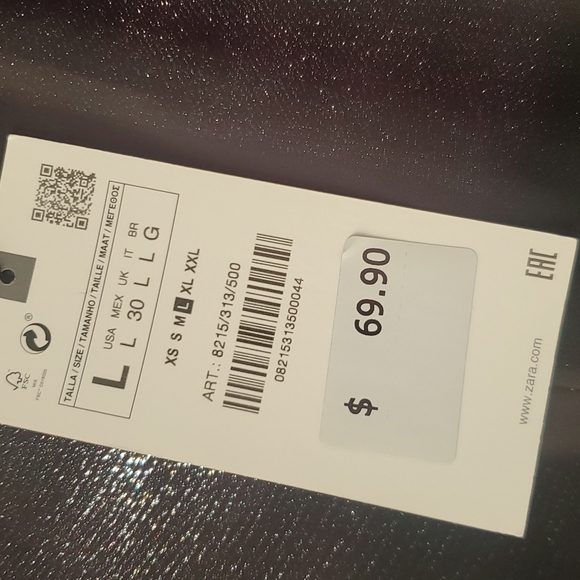 FSC
®
TALLA / SIZE / TAMANHO / TAILLE / MAAT / ΜΕΓΕΘΟΣ
L USA MEX UK IT BR
L 30 L L G
XS S M L XL XXL
ART.: 8215/313/500
08215313500044
$ 69.90
www.zara.com
EAC